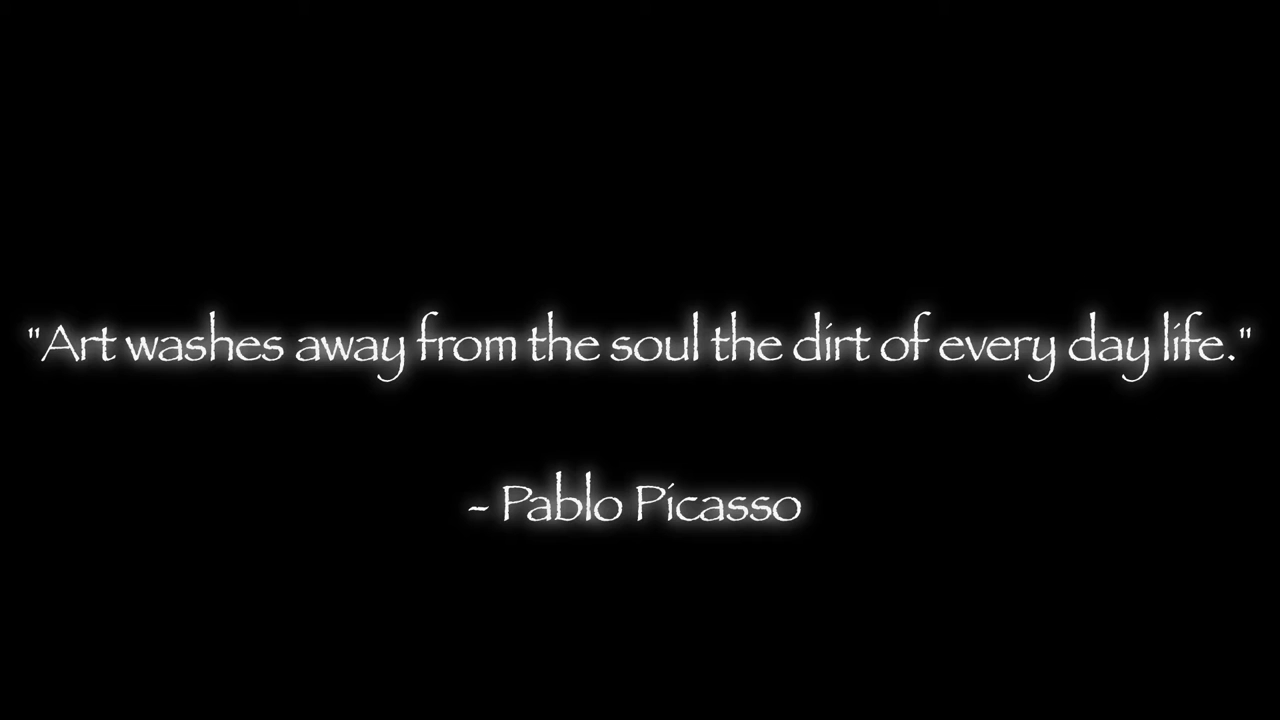 "Art washes away from the soul the dirt of every day life."
- Pablo Picasso